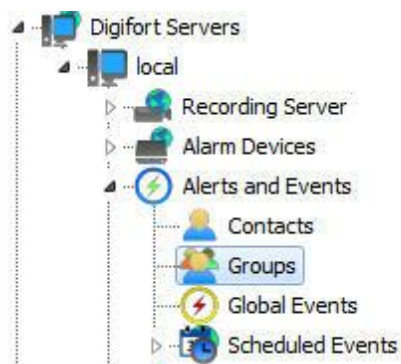 Digifort Servers
local
Recording Server
Alarm Devices
Alerts and Events
Contacts
Groups
Global Events
Scheduled Events